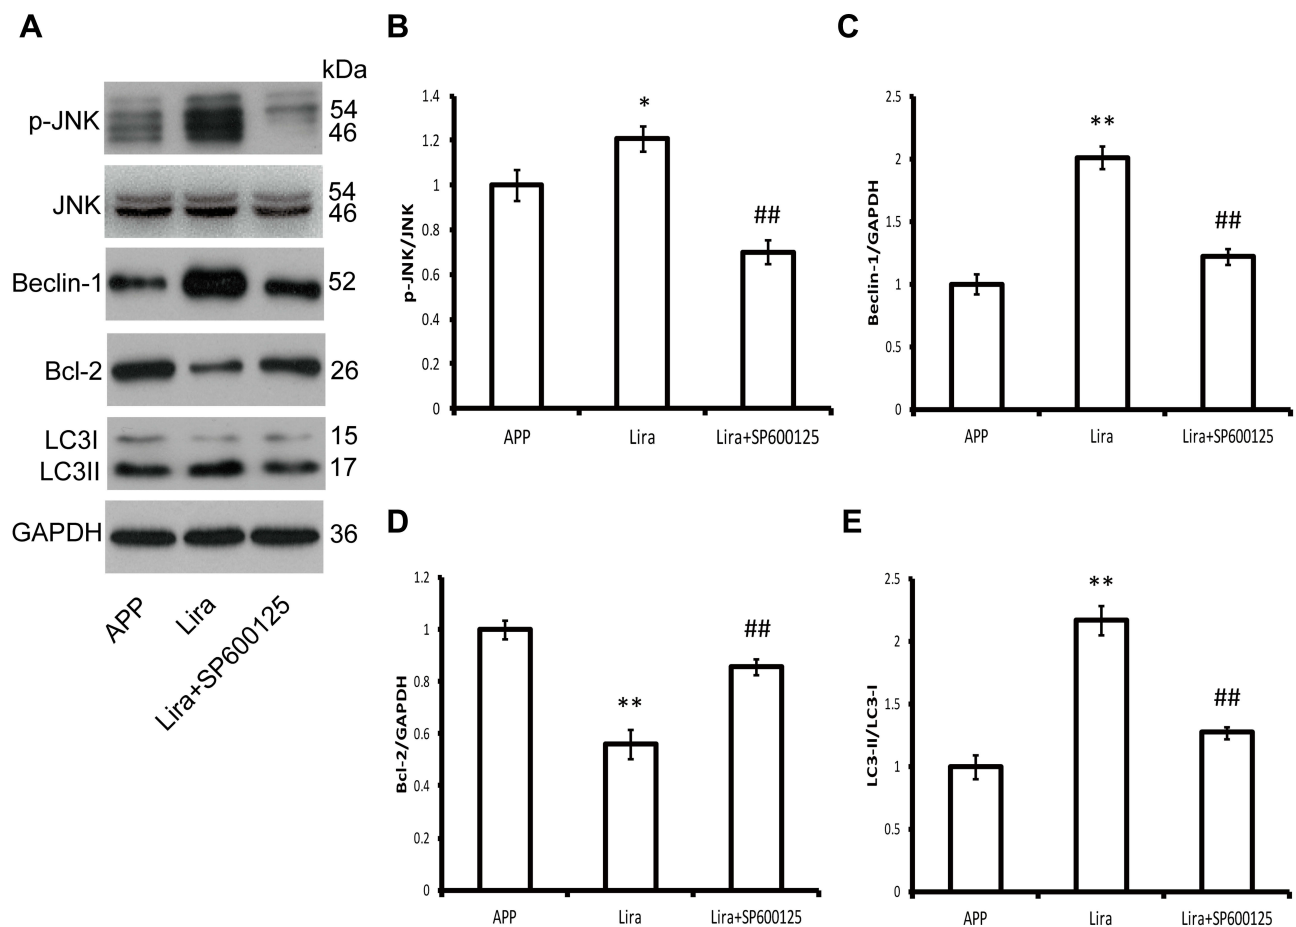 A
kDa
p-JNK
54
46
JNK
54
46
Beclin-1
52
Bcl-2
26
LC3I
15
LC3II
17
GAPDH
36
APP
Lira
Lira+SP600125
B
p-JNK/JNK
1.4
1.2
1
0.8
0.6
0.4
0.2
0
*
##
APP Lira Lira+SP600125
C
Beclin-1/GAPDH
2.5
2
1.5
1
0.5
0
**
##
APP Lira Lira+SP600125
D
Bcl-2/GAPDH
1.2
1
0.8
0.6
0.4
0.2
0
**
##
APP Lira Lira+SP600125
E
LC3-II/LC3-I
2.5
2
1.5
1
0.5
0
**
##
APP Lira Lira+SP600125